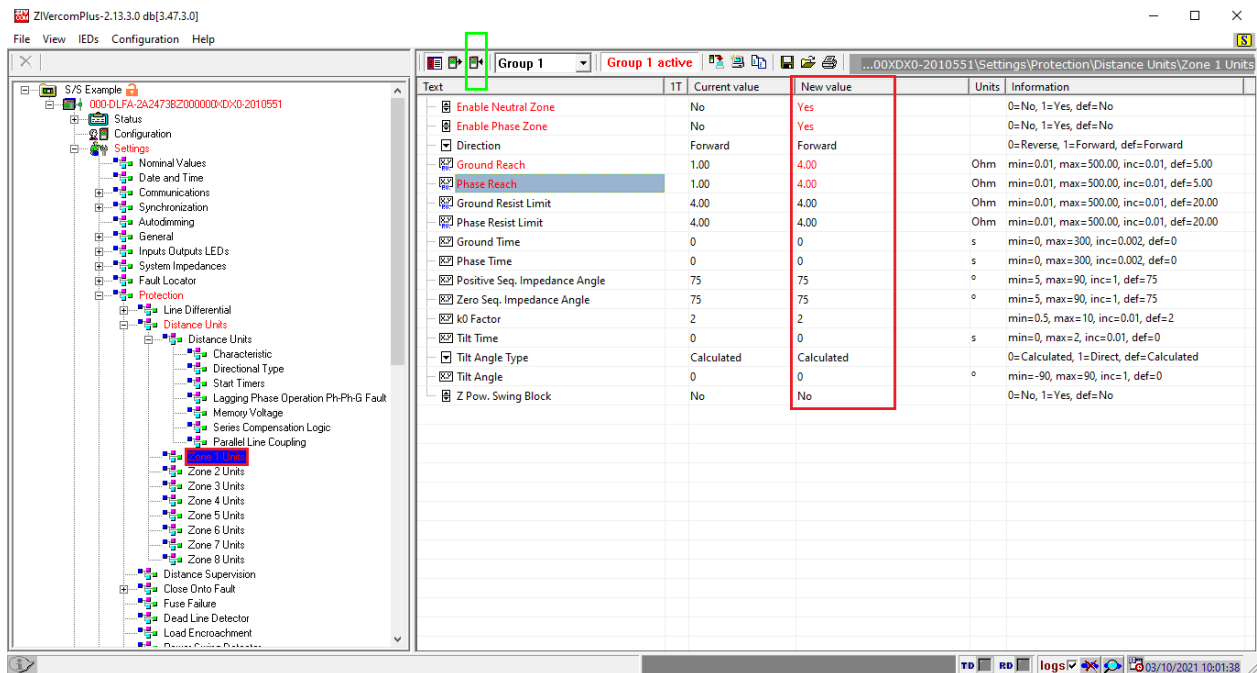 ZIVercomPlus-2.13.3.0 db[3.47.3.0]
File View IEDs Configuration Help
S
Group 1
Group 1 active
...00XDX0-2010551\Settings\Protection\Distance Units\Zone 1 Units
S/S Example
000-DLFA-2A2473BZ000000XDX0-2010551
Status
Configuration
Settings
Nominal Values
Date and Time
Communications
Synchronization
Autodimming
General
Inputs Outputs LEDs
System Impedances
Fault Locator
Protection
Line Differential
Distance Units
Distance Units
Characteristic
Directional Type
Start Timers
Lagging Phase Operation Ph-Ph-G Fault
Memory Voltage
Series Compensation Logic
Parallel Line Coupling
Zone 1 Units
Zone 2 Units
Zone 3 Units
Zone 4 Units
Zone 5 Units
Zone 6 Units
Zone 7 Units
Zone 8 Units
Distance Supervision
Close Onto Fault
Fuse Failure
Dead Line Detector
Load Encroachment
Power Swing Detector
Text 1T Current value New value Units Information
Enable Neutral Zone No Yes 0=No, 1=Yes, def=No
Enable Phase Zone No Yes 0=No, 1=Yes, def=No
Direction Forward Forward 0=Reverse, 1=Forward, def=Forward
Ground Reach 1.00 4.00 Ohm min=0.01, max=500.00, inc=0.01, def=5.00
Phase Reach 1.00 4.00 Ohm min=0.01, max=500.00, inc=0.01, def=5.00
Ground Resist Limit 4.00 4.00 Ohm min=0.01, max=500.00, inc=0.01, def=20.00
Phase Resist Limit 4.00 4.00 Ohm min=0.01, max=500.00, inc=0.01, def=20.00
Ground Time 0 0 s min=0, max=300, inc=0.002, def=0
Phase Time 0 0 s min=0, max=300, inc=0.002, def=0
Positive Seq. Impedance Angle 75 75 º min=5, max=90, inc=1, def=75
Zero Seq. Impedance Angle 75 75 º min=5, max=90, inc=1, def=75
k0 Factor 2 2 min=0.5, max=10, inc=0.01, def=2
Tilt Time 0 0 s min=0, max=2, inc=0.01, def=0
Tilt Angle Type Calculated Calculated 0=Calculated, 1=Direct, def=Calculated
Tilt Angle 0 0 º min=-90, max=90, inc=1, def=0
Z Pow. Swing Block No No 0=No, 1=Yes, def=No
TD RD logs 03/10/2021 10:01:38